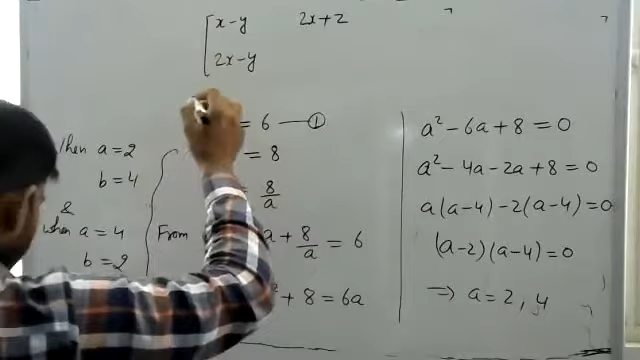 x-y 2x+z
2x-y
= 6 — ①
= 8
8/a
From a + 8/a = 6
² + 8 = 6a
When a = 2
b = 4
&
when a = 4
b = 2
a² - 6a + 8 = 0
a² - 4a - 2a + 8 = 0
a(a-4) - 2(a-4) = 0
(a-2)(a-4) = 0
⇒ a = 2, 4